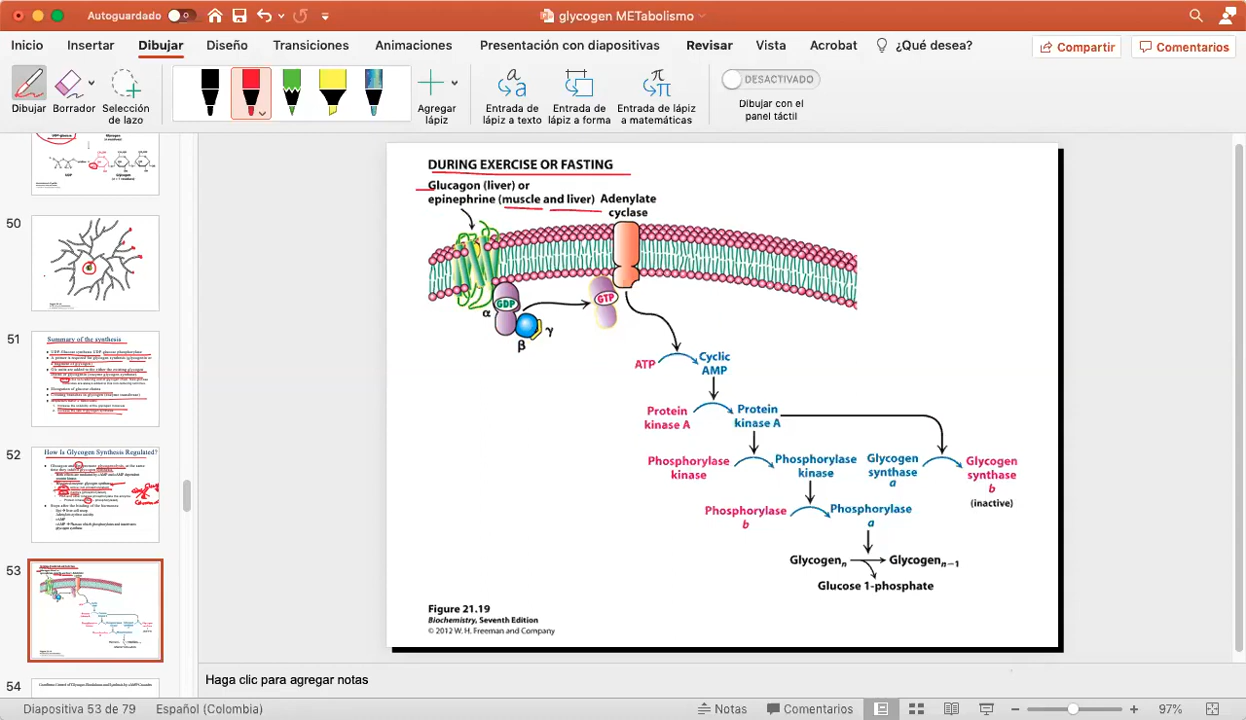 Autoguardado
glycogen METabolismo
Inicio
Insertar
Dibujar
Diseño
Transiciones
Animaciones
Presentación con diapositivas
Revisar
Vista
Acrobat
¿Qué desea?
Compartir
Comentarios
Dibujar
Borrador
Selección
de lazo
Agregar
lápiz
Entrada de
lápiz a texto
Entrada de
lápiz a forma
Entrada de lápiz
a matemáticas
DESACTIVADO
Dibujar con el
panel táctil
50
51
Summary of the synthesis
52
How Is Glycogen Synthesis Regulated?
53
54
DURING EXERCISE OR FASTING
Glucagon (liver) or
epinephrine (muscle and liver)
Adenylate
cyclase
GDP
GTP
α
β
γ
ATP
Cyclic
AMP
Protein
kinase A
Protein
kinase A
Phosphorylase
kinase
Phosphorylase
kinase
Glycogen
synthase
a
Glycogen
synthase
b
(inactive)
Phosphorylase
b
Phosphorylase
a
Glycogenn
Glycogenn−1
Glucose 1-phosphate
Figure 21.19
Biochemistry, Seventh Edition
© 2012 W. H. Freeman and Company
Haga clic para agregar notas
Diapositiva 53 de 79
Español (Colombia)
Notas
Comentarios
97%